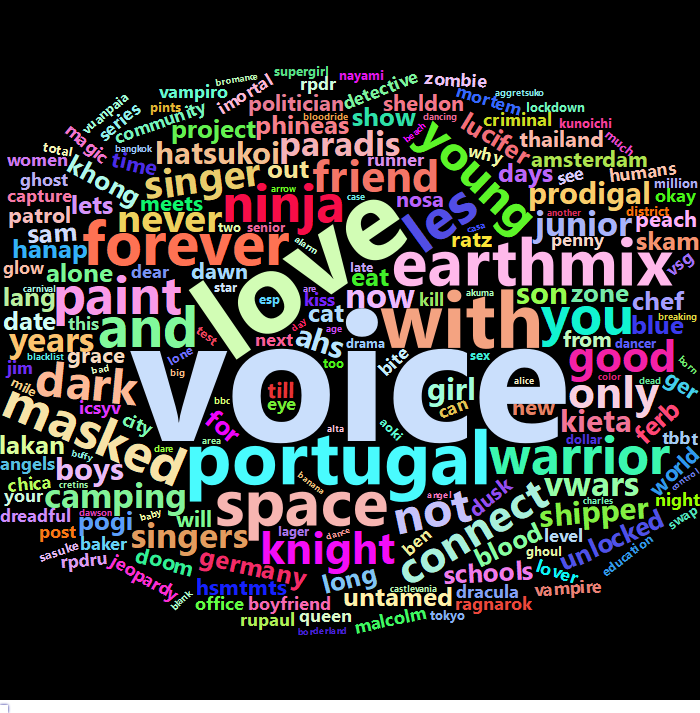 bromance
supergirl
nayami
rpdr
zombie
aggretsuko
vampiro
imortal
detective
mortem
lockdown
vuanpaia
series
pints
bloodride
politician
sheldon
community
project
phineas
show
dancing
criminal
kunoichi
magic
total
bangkok
hatsukoi
paradis
beach
lucifer
thailand
much
women
time
singer
out
runner
young
why
amsterdam
ghost
khong
arrow
friend
nosa
days
see
humans
capture
lets
meets
never
ninja
case
les
prodigal
million
okay
patrol
sam
two
senior
love
casa
junior
another
district
peach
hanap
forever
alarm
ratz
penny
skam
glow
alone
dear
dawn
late
eat
earthmix
vsg
carnival
star
esp
kiss
are
now
kill
akuma
son
zone
chef
lang
paint
cat
with
you
from
breaking
date
this
and
test
day
age
ahs
drama
blue
dancer
years
grace
lone
next
too
bite
sex
good
born
blacklist
bad
big
voice
girl
alice
only
color
dead
ger
jim
mile
dark
till
eye
can
new
kieta
ferb
icsyv
city
for
bbc
alta
aoki
dollar
tbbt
masked
area
portugal
warrior
lakan
dare
world
angels
buffy
boys
banana
vwars
control
chica
cretins
camping
space
angel
not
dusk
charles
night
your
dawson
baby
connect
shipper
swap
dreadful
pogi
will
lager
dance
ben
blood
level
post
baker
singers
knight
ghoul
unlocked
education
sasuke
rpdru
doom
germany
long
schools
lover
jeopardy
hsmtmts
castlevania
dracula
vampire
blank
office
boyfriend
untamed
ragnarok
rupaul
queen
malcolm
tokyo
borderland